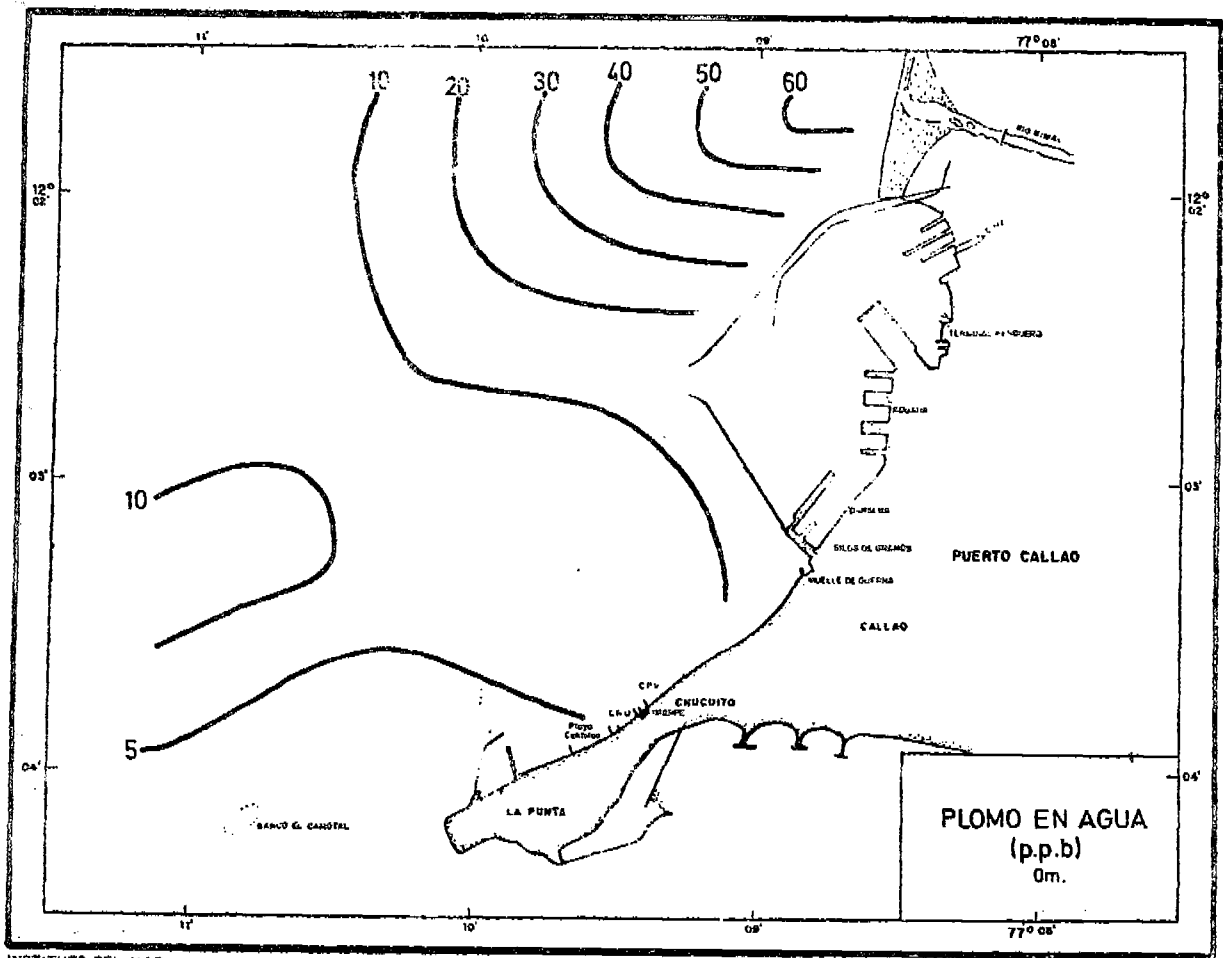 11'
10'
09'
77° 08'
10
20
30
40
50
60
RIO RIMAC
12°
02'
12°
02'
TERMINAL PESQUERO
03'
10
03'
SILOS DE GRANOS
PUERTO CALLAO
MUELLE DE GUERRA
CALLAO
CHUCUITO
Playa
5
04'
04'
LA PUNTA
BANCO EL CAMOTAL
PLOMO EN AGUA
(p.p.b)
0m.
11'
10'
09'
77° 08'